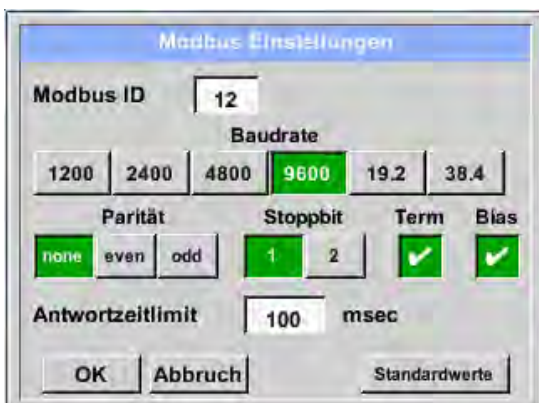 Modbus Einstellungen
Modbus ID 12
Baudrate
1200 2400 4800 9600 19.2 38.4
Parität Stoppbit Term Bias
none even odd 1 2
Antwortzeitlimit 100 msec
OK Abbruch Standardwerte